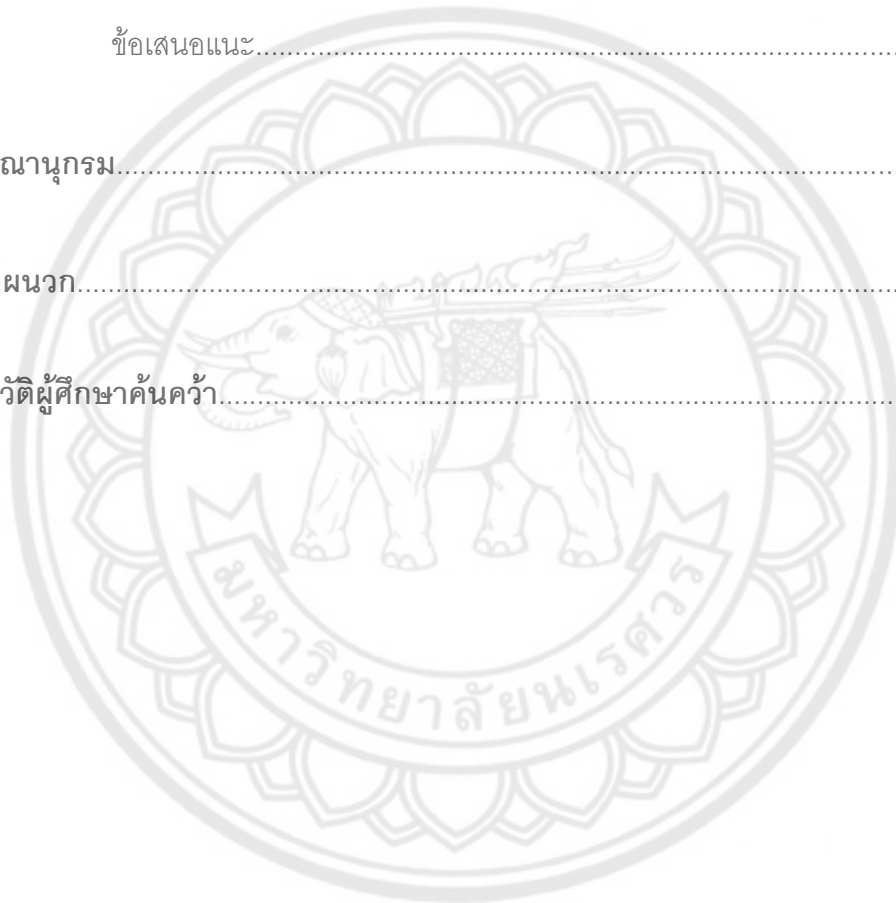 ข้อเสนอแนะ................................................................................
ณานุกรม................................................................................
ผนวก................................................................................
วัติผู้ศึกษาค้นคว้า................................................................................
มหาวิทยาลัยนเรศวร